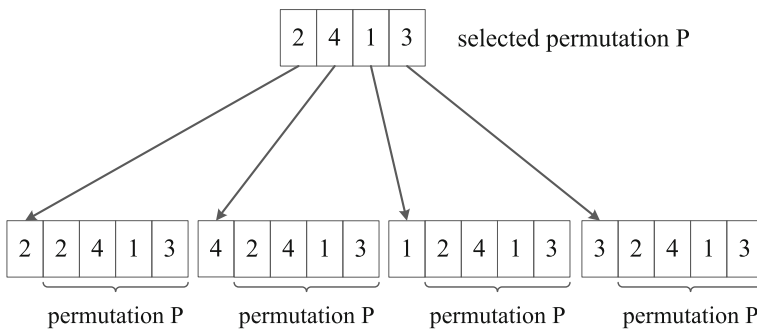 2 4 1 3 selected permutation P
2 2 4 1 3 4 2 4 1 3 1 2 4 1 3 3 2 4 1 3
permutation P permutation P permutation P permutation P